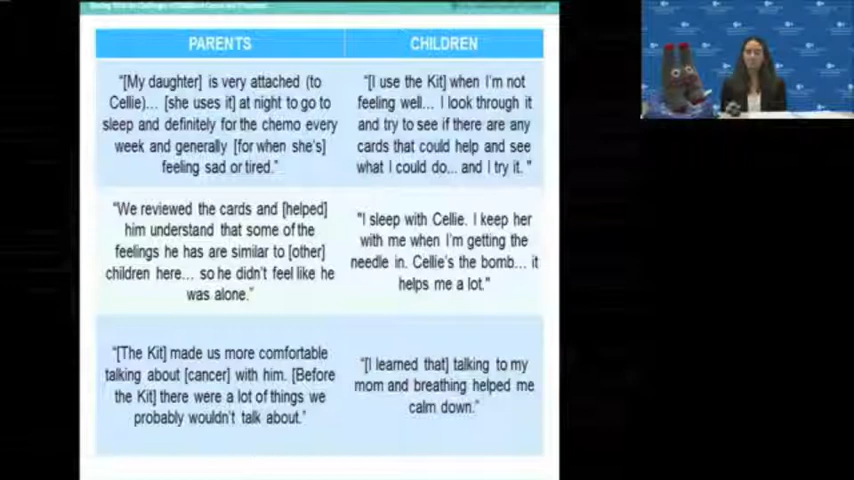 PARENTS
CHILDREN
"[My daughter] is very attached (to
Cellie)... [she uses it] at night to go to
sleep and definitely for the chemo every
week and generally [for when she's]
feeling sad or tired."
"[I use the Kit] when I'm not
feeling well... I look through it
and try to see if there are any
cards that could help and see
what I could do... and I try it. "
"We reviewed the cards and [helped]
him understand that some of the
feelings he has are similar to [other]
children here... so he didn't feel like he
was alone."
"I sleep with Cellie. I keep her
with me when I'm getting the
needle in. Cellie's the bomb... it
helps me a lot."
"[The Kit] made us more comfortable
talking about [cancer] with him. [Before
the Kit] there were a lot of things we
probably wouldn't talk about."
"[I learned that] talking to my
mom and breathing helped me
calm down."